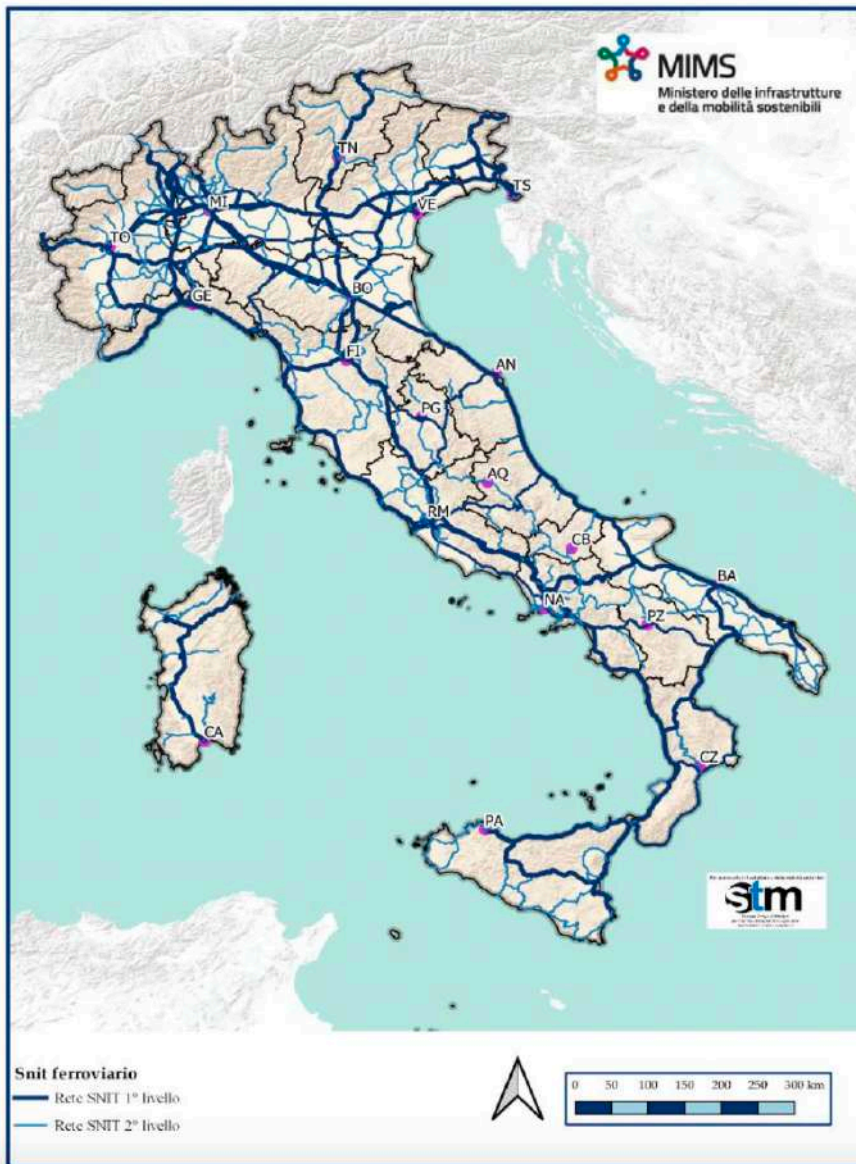 MIMS
Ministero delle infrastrutture
e della mobilità sostenibili
TN
TS
MI
VE
TO
GE
BO
FI
AN
PG
AQ
RM
CB
BA
NA
PZ
CA
CZ
PA
stm
Snit ferroviario
Rete SNIT 1° livello
Rete SNIT 2° livello
0 50 100 150 200 250 300 km